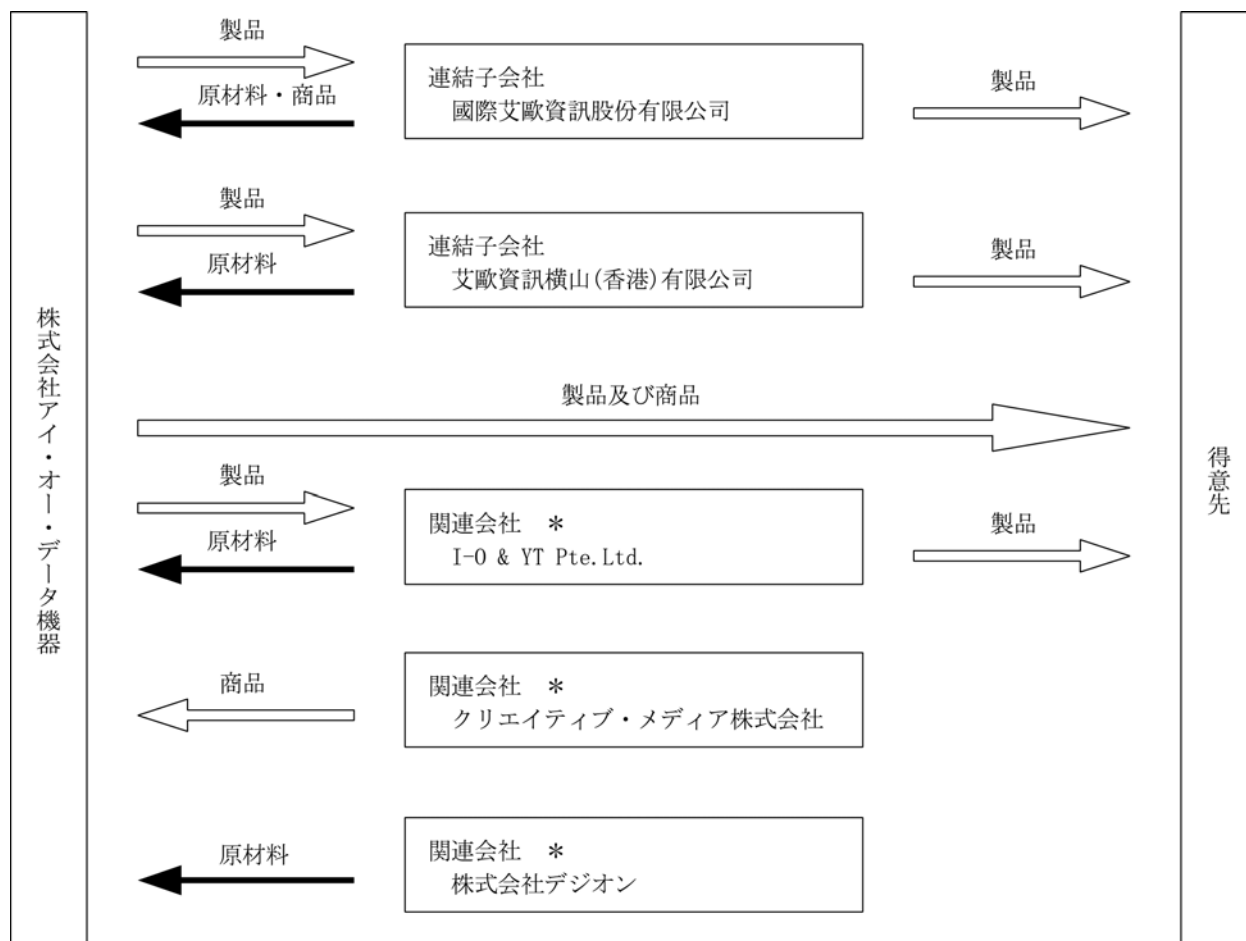 株式会社アイ・オー・データ機器
製品
原材料・商品
連結子会社
國際艾歐資訊股份有限公司
製品
製品
原材料
連結子会社
艾歐資訊横山(香港)有限公司
製品
製品及び商品
製品
原材料
関連会社 *
I-O & YT Pte.Ltd.
製品
商品
関連会社 *
クリエイティブ・メディア株式会社
原材料
関連会社 *
株式会社デジオン
得意先